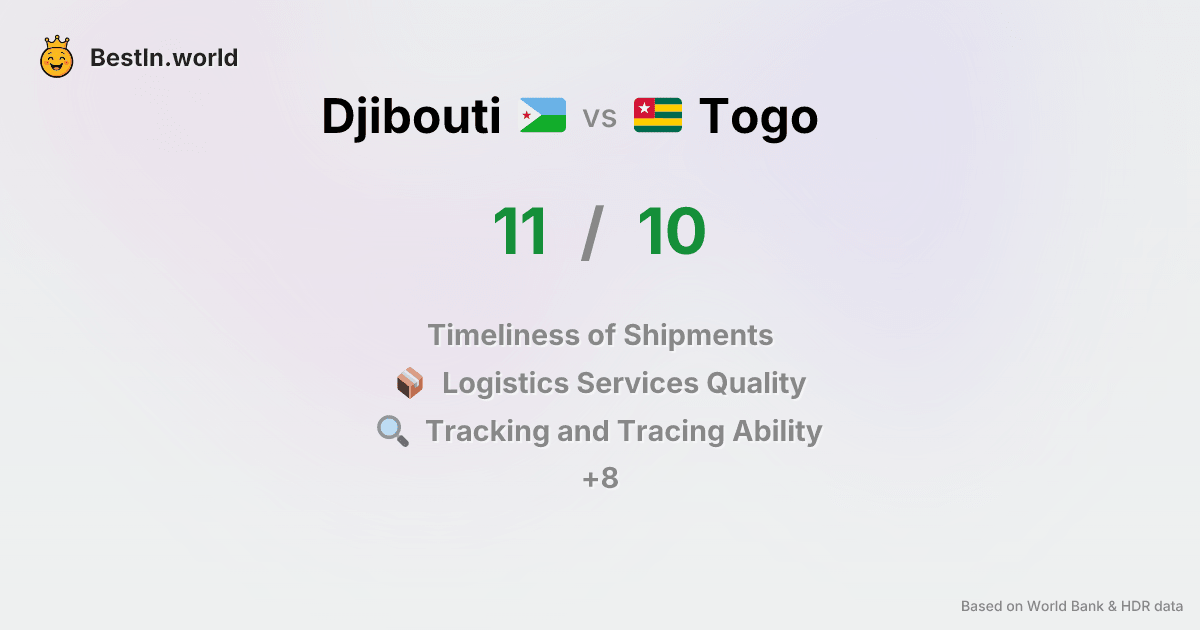 BestIn.world
Djibouti vs Togo
11 / 10
Timeliness of Shipments
Logistics Services Quality
Tracking and Tracing Ability
+8
Based on World Bank & HDR data